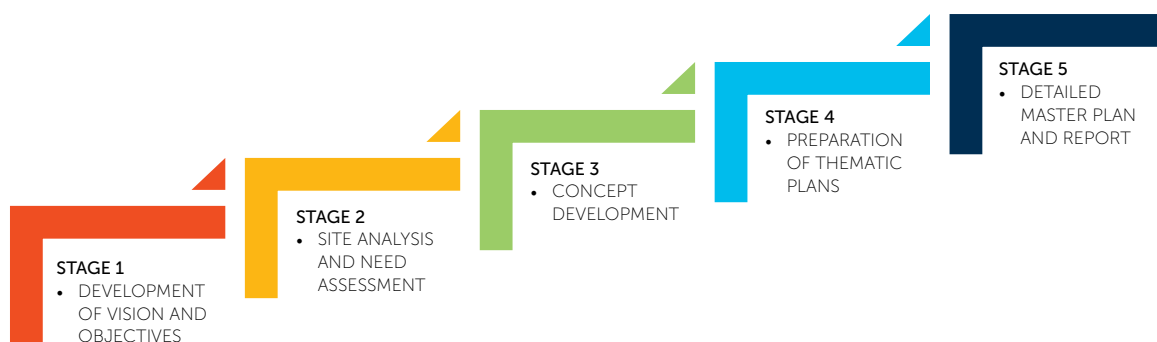 STAGE 1
• DEVELOPMENT
OF VISION AND
OBJECTIVES
STAGE 2
• SITE ANALYSIS
AND NEED
ASSESSMENT
STAGE 3
• CONCEPT
DEVELOPMENT
STAGE 4
• PREPARATION
OF THEMATIC
PLANS
STAGE 5
• DETAILED
MASTER PLAN
AND REPORT